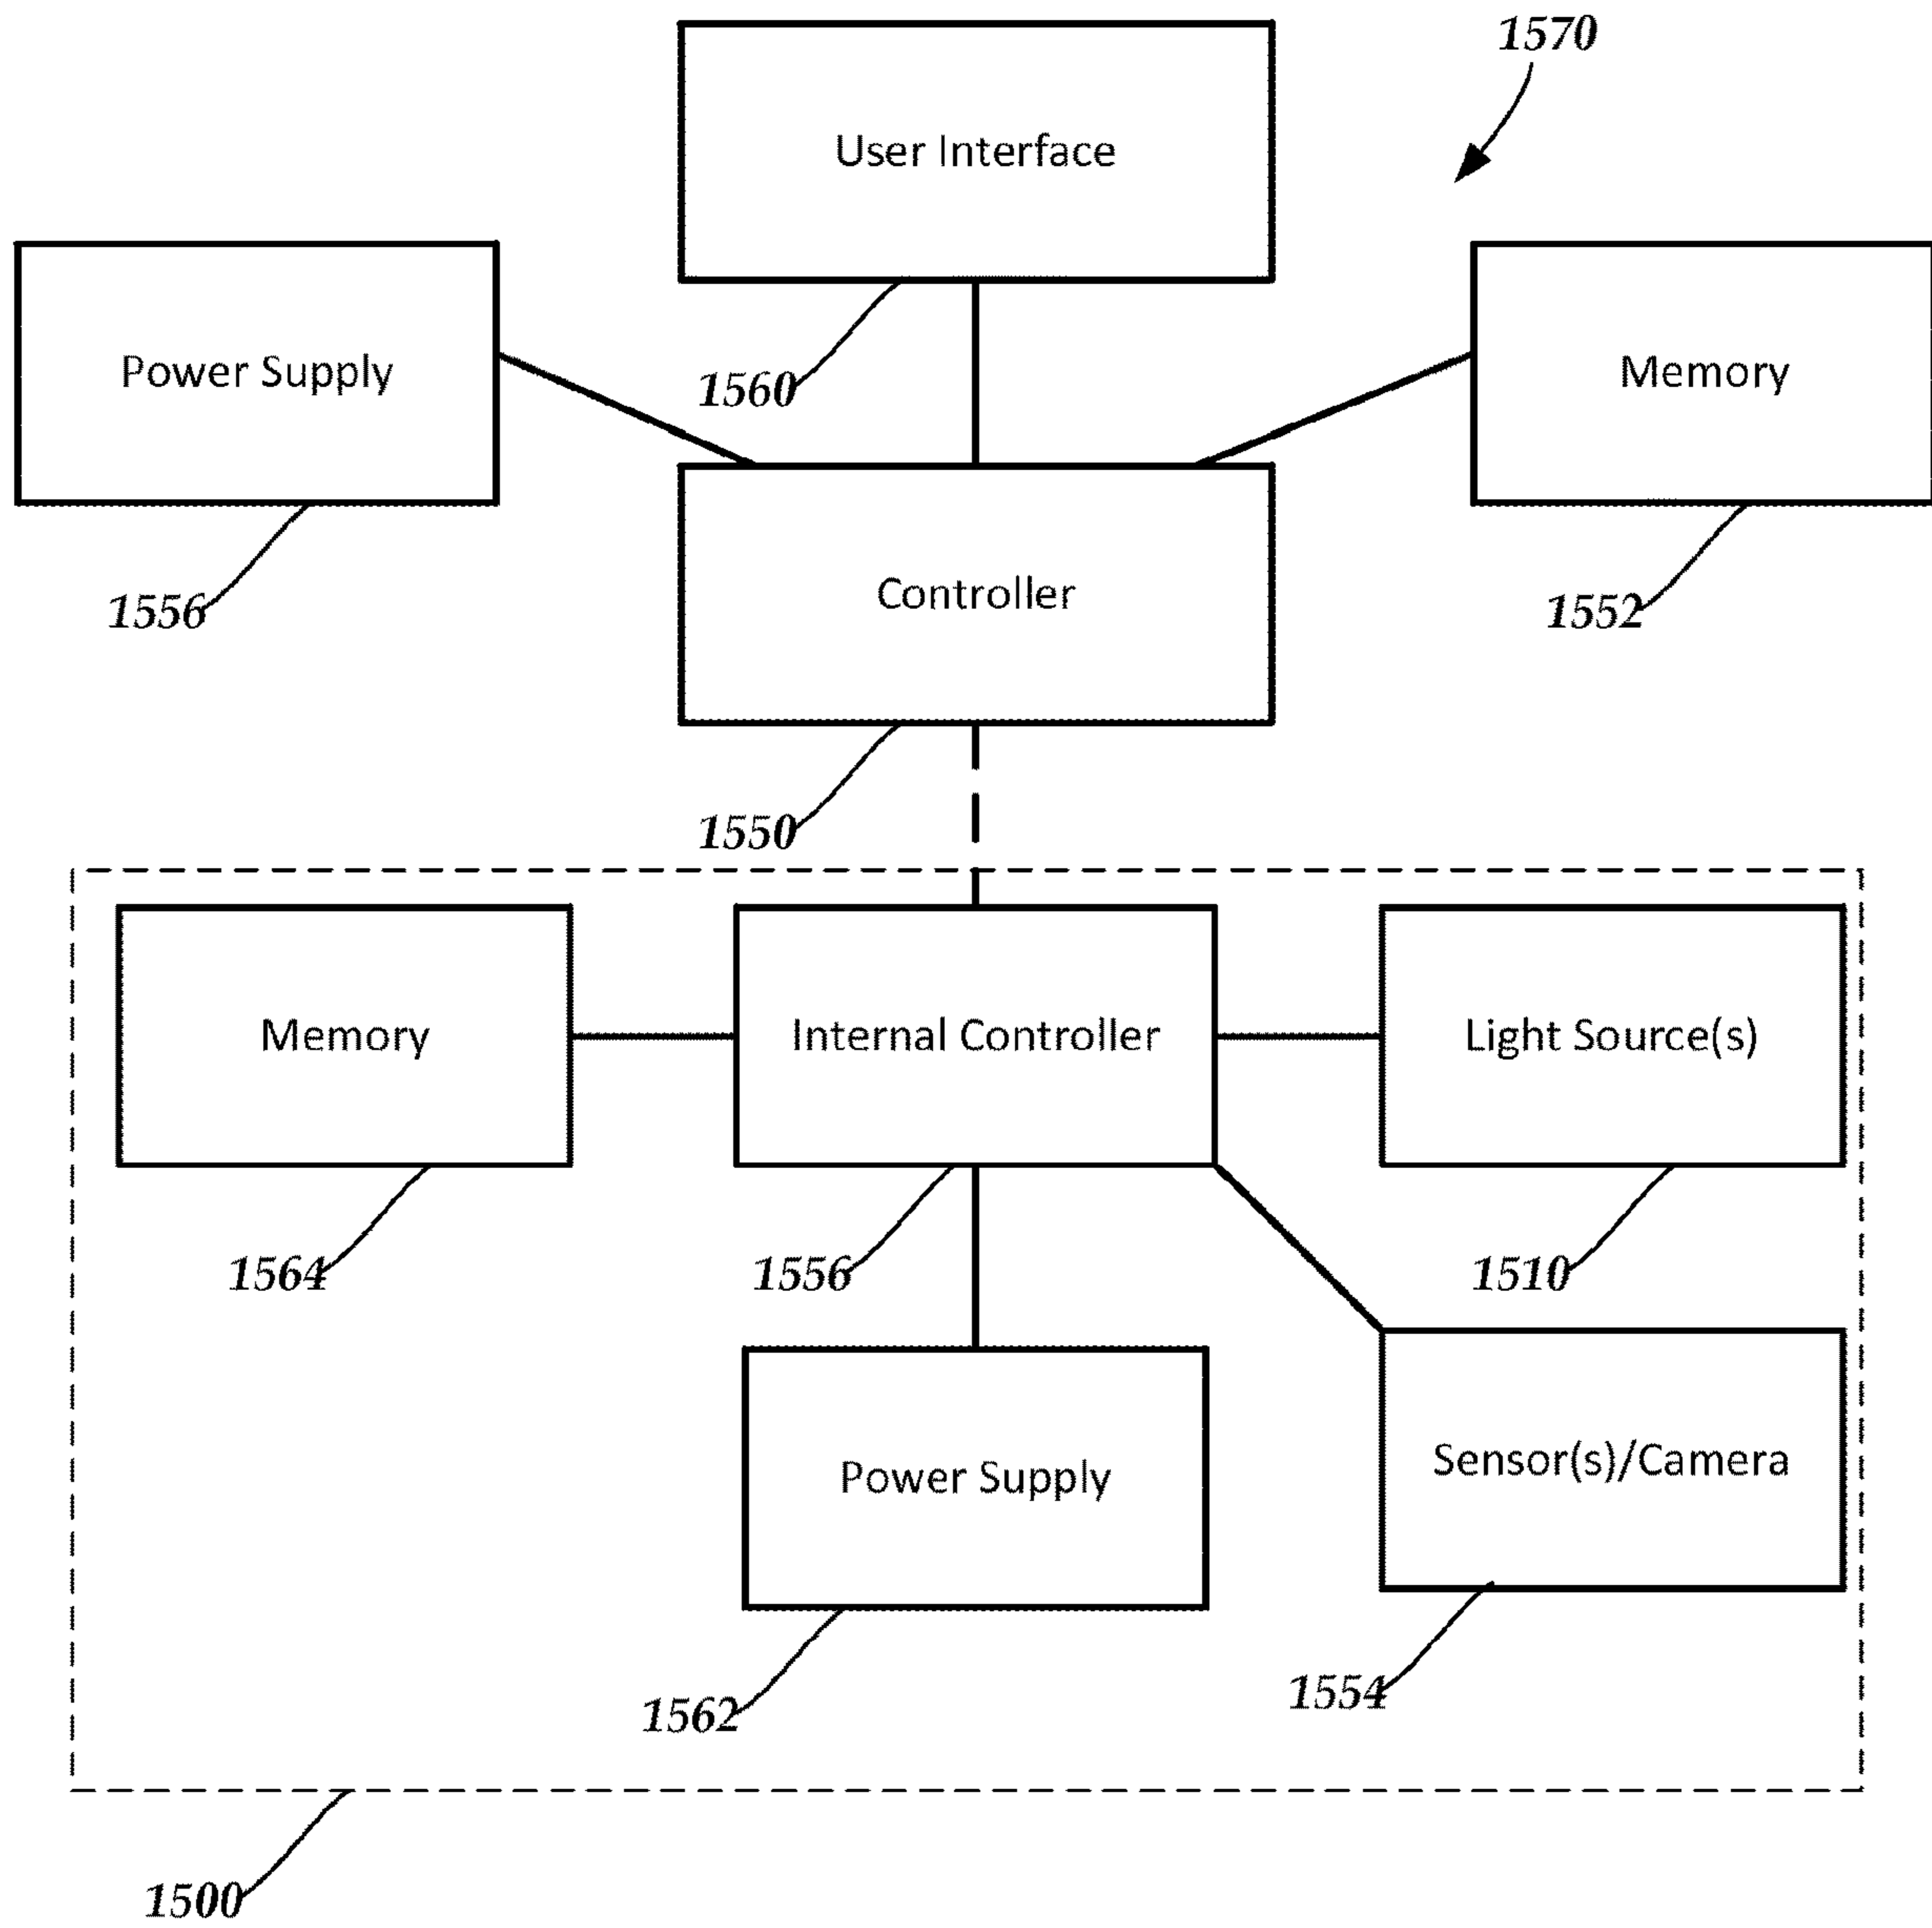 1570
User Interface
Power Supply
Memory
1560
Controller
1556
1552
1550
Memory
Internal Controller
Light Source(s)
1564
1556
1510
Power Supply
Sensor(s)/Camera
1562
1554
1500